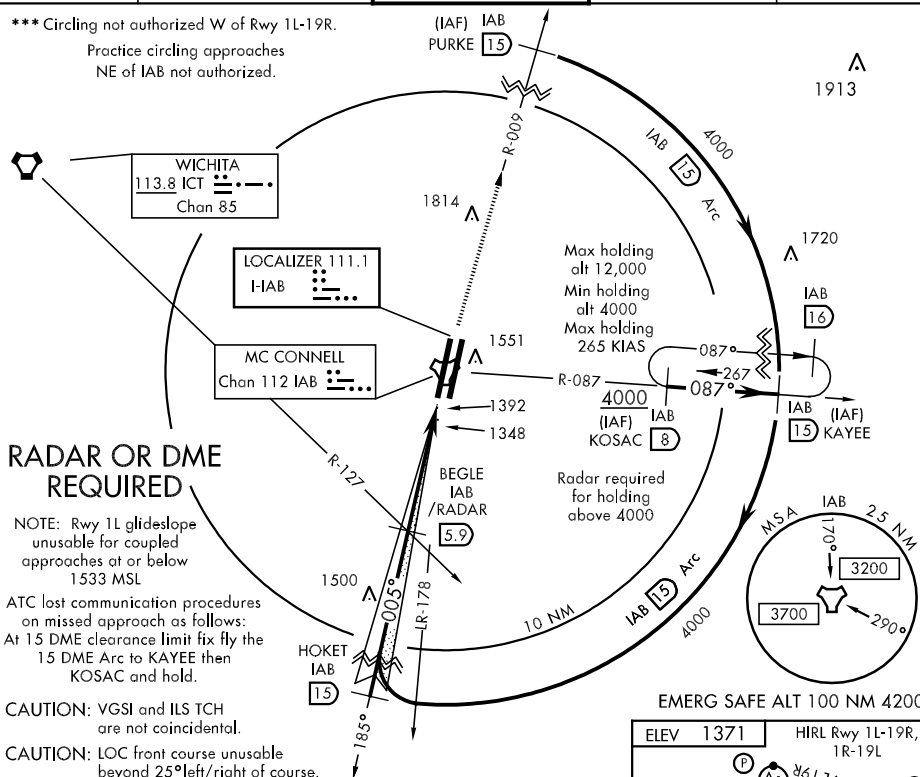 *** Circling not authorized W of Rwy 1L-19R.
Practice circling approaches
NE of IAB not authorized.
(IAF) IAB
PURKE 15
1913
WICHITA
113.8 ICT
Chan 85
R-009
IAB 15 Arc
4000
1814
1720
LOCALIZER 111.1
I-IAB
Max holding
alt 12,000
Min holding
alt 4000
Max holding
265 KIAS
IAB
16
MC CONNELL
Chan 112 IAB
1551
087°
267
R-087
087°
4000
(IAF) IAB
KOSAC 8
IAB (IAF)
15 KAYEE
1392
1348
RADAR OR DME
REQUIRED
R-127
BEGLE
IAB
/RADAR
5.9
Radar required
for holding
above 4000
NOTE: Rwy 1L glideslope
unusable for coupled
approaches at or below
1533 MSL
ATC lost communication procedures
on missed approach as follows:
At 15 DME clearance limit fix fly the
15 DME Arc to KAYEE then
KOSAC and hold.
1500
005°
LR-178
10 NM
IAB 15 Arc
4000
HOKET
IAB
15
185°
MSA IAB 25 NM
170°
3200
3700
290°
EMERG SAFE ALT 100 NM 4200
CAUTION: VGSI and ILS TCH
are not coincidental.
CAUTION: LOC front course unusable
beyond 25° left/right of course.
ELEV 1371
HIRL Rwy 1L-19R,
1R-19L
P